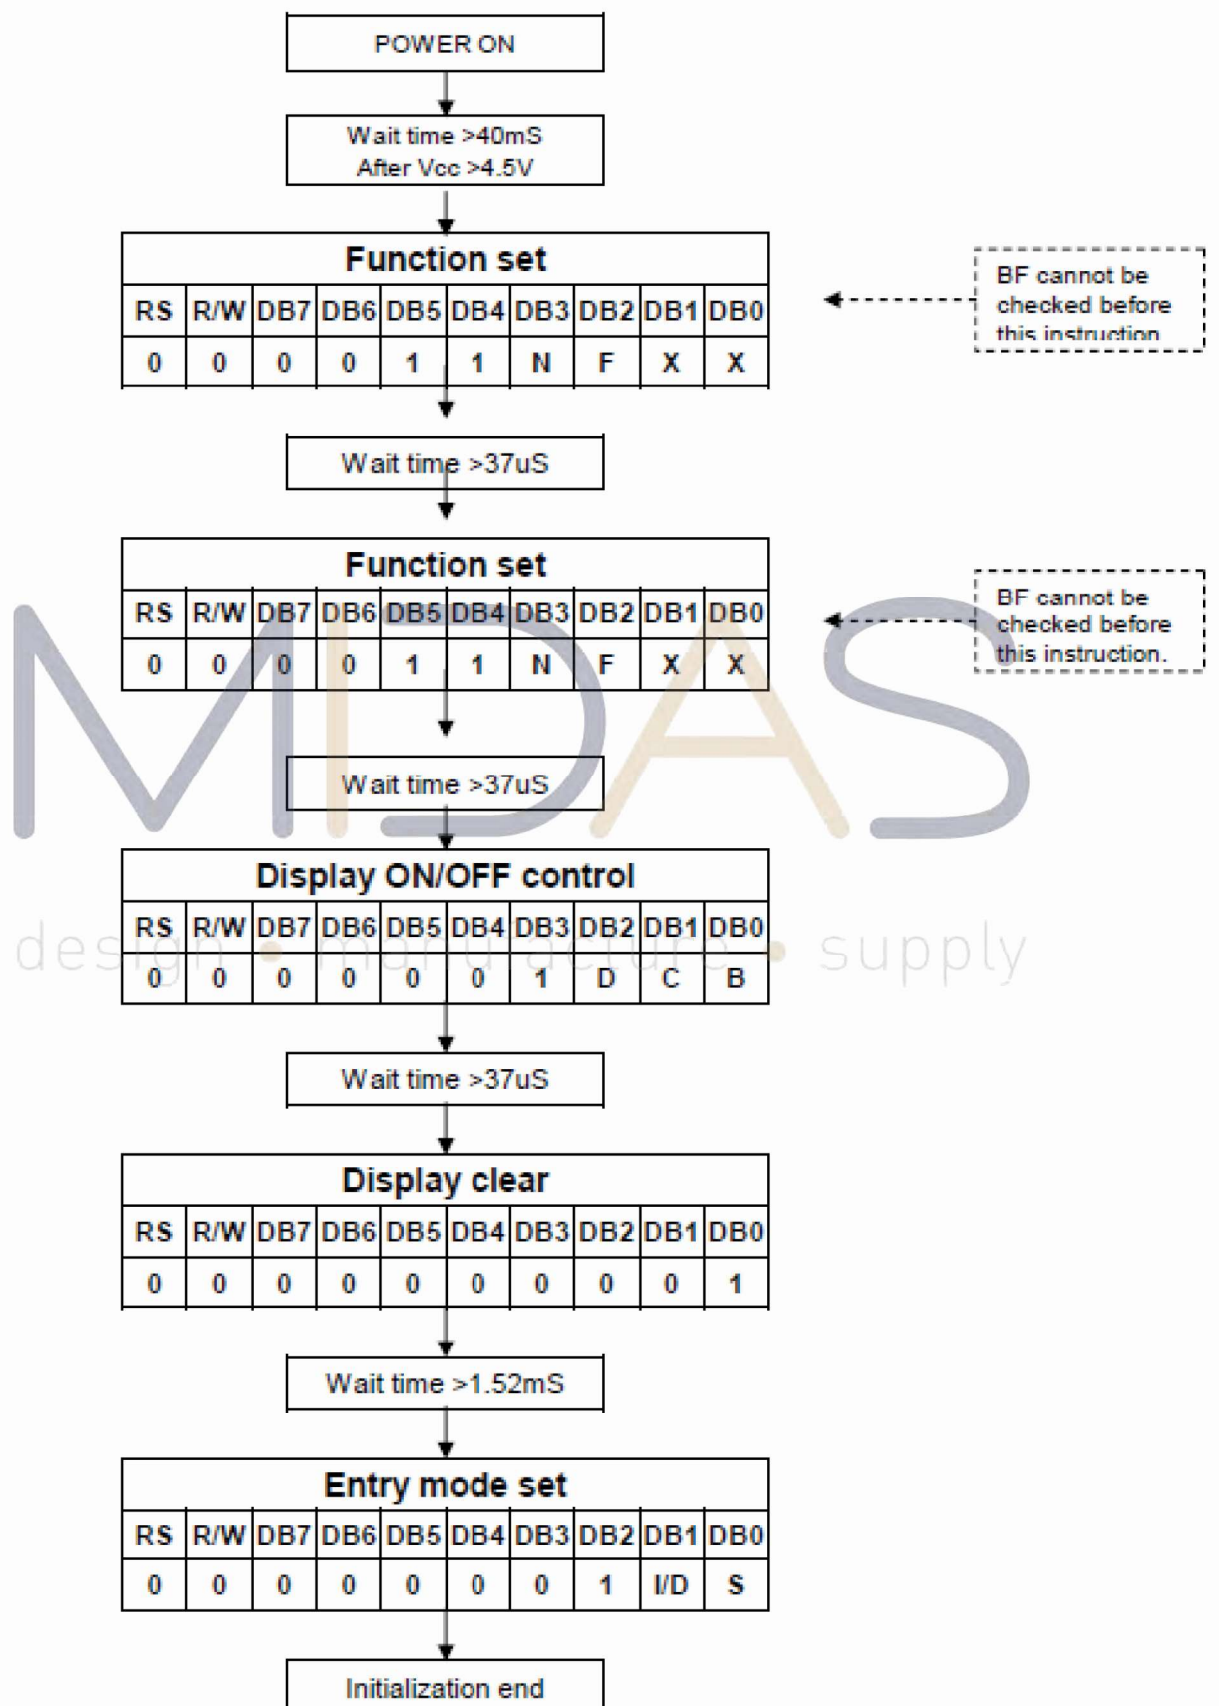 POWER ON
Wait time >40mS
After Vcc >4.5V
Function set
RS R/W DB7 DB6 DB5 DB4 DB3 DB2 DB1 DB0
0 0 0 0 1 1 N F X X
BF cannot be
checked before
this instruction
Wait time >37uS
Function set
RS R/W DB7 DB6 DB5 DB4 DB3 DB2 DB1 DB0
0 0 0 0 1 1 N F X X
BF cannot be
checked before
this instruction.
MIDAS
Wait time >37uS
Display ON/OFF control
RS R/W DB7 DB6 DB5 DB4 DB3 DB2 DB1 DB0
design • manufacture • supply
0 0 0 0 0 0 1 D C B
Wait time >37uS
Display clear
RS R/W DB7 DB6 DB5 DB4 DB3 DB2 DB1 DB0
0 0 0 0 0 0 0 0 0 1
Wait time >1.52mS
Entry mode set
RS R/W DB7 DB6 DB5 DB4 DB3 DB2 DB1 DB0
0 0 0 0 0 0 0 1 I/D S
Initialization end